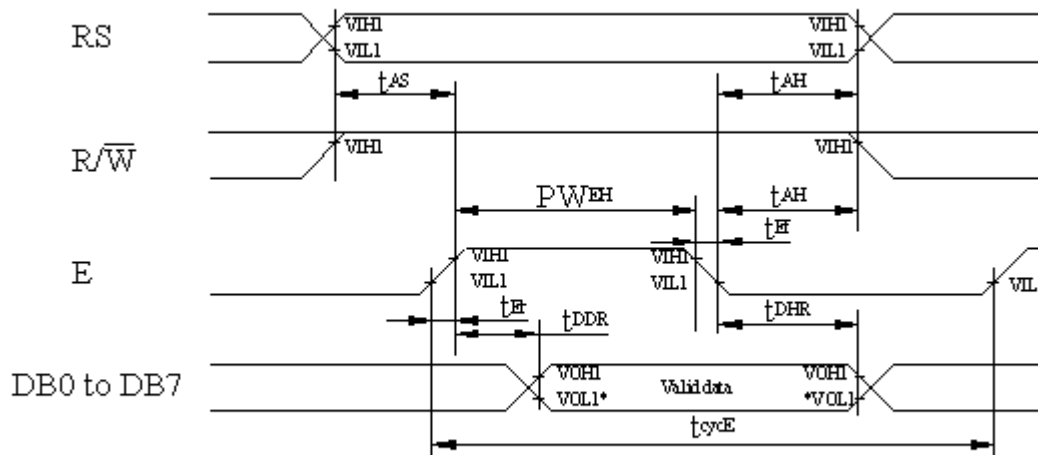 RS
VIH1 VIH1
VIL1 VIL1
tAS tAH
R/W̅
VIH1 VIH1
PWEH tAH
tEf
E
VIH1 VIH1
VIL1 VIL1 VIL
tEr tDDR tDHR
DB0 to DB7
VOH1 Valid data VOH1
VOL1* *VOL1
tcycE